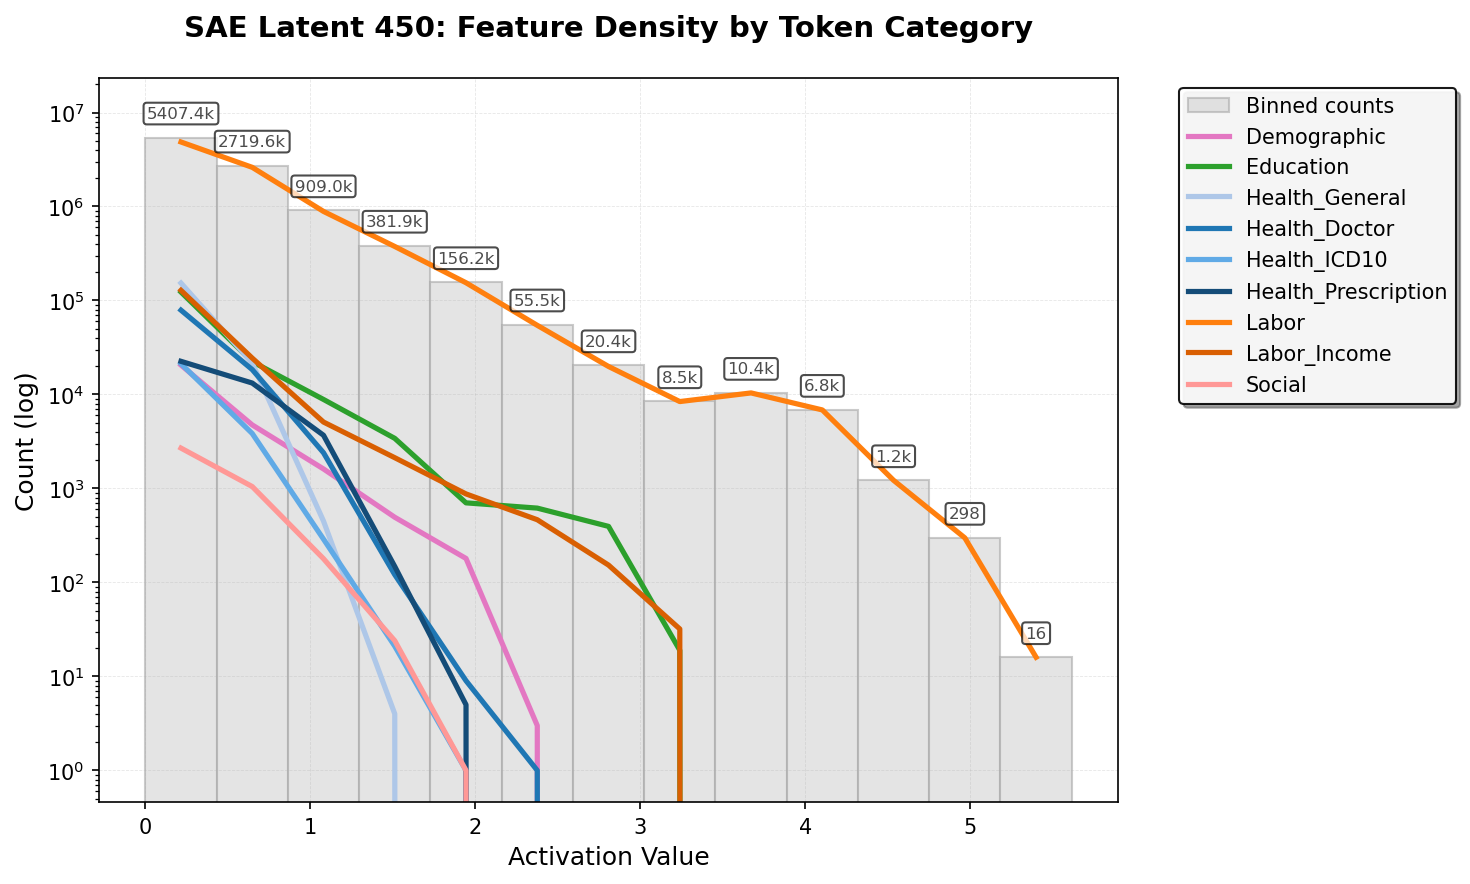 SAE Latent 450: Feature Density by Token Category
Count (log)
10^7
10^6
10^5
10^4
10^3
10^2
10^1
10^0
5407.4k
2719.6k
909.0k
381.9k
156.2k
55.5k
20.4k
8.5k
10.4k
6.8k
1.2k
298
16
0 1 2 3 4 5
Activation Value
Binned counts
Demographic
Education
Health_General
Health_Doctor
Health_ICD10
Health_Prescription
Labor
Labor_Income
Social